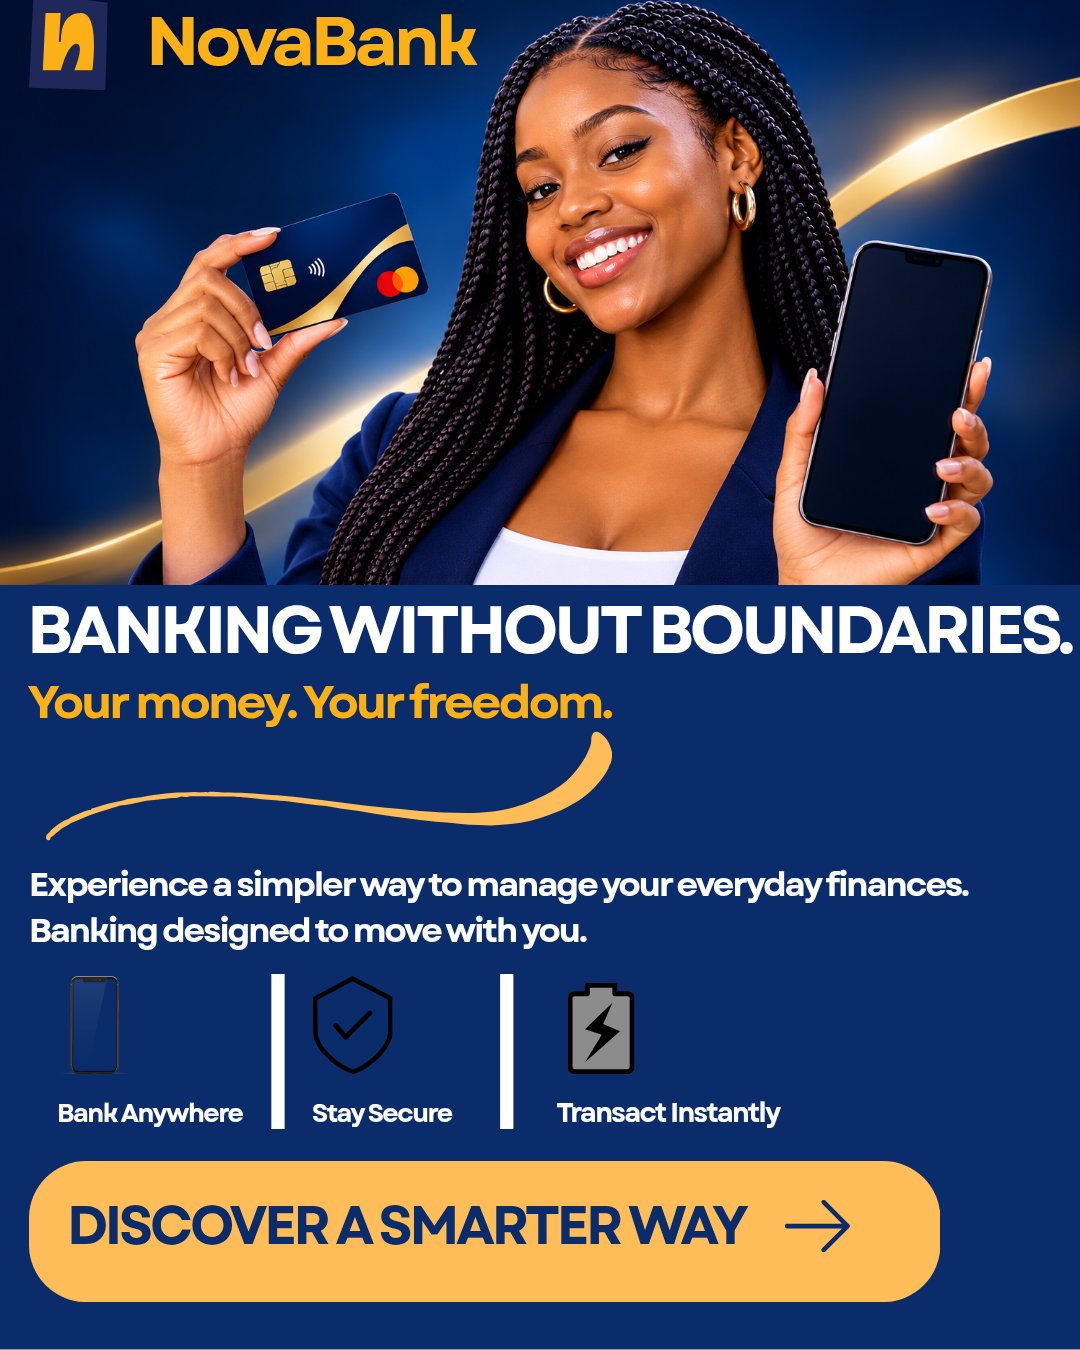 n NovaBank
BANKING WITHOUT BOUNDARIES.
Your money. Your freedom.
Experience a simpler way to manage your everyday finances.
Banking designed to move with you.
Bank Anywhere
Stay Secure
Transact Instantly
DISCOVER A SMARTER WAY